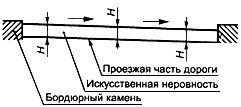 H
H
H
Проезжая часть дороги
Искусственная неровность
Бордюрный камень